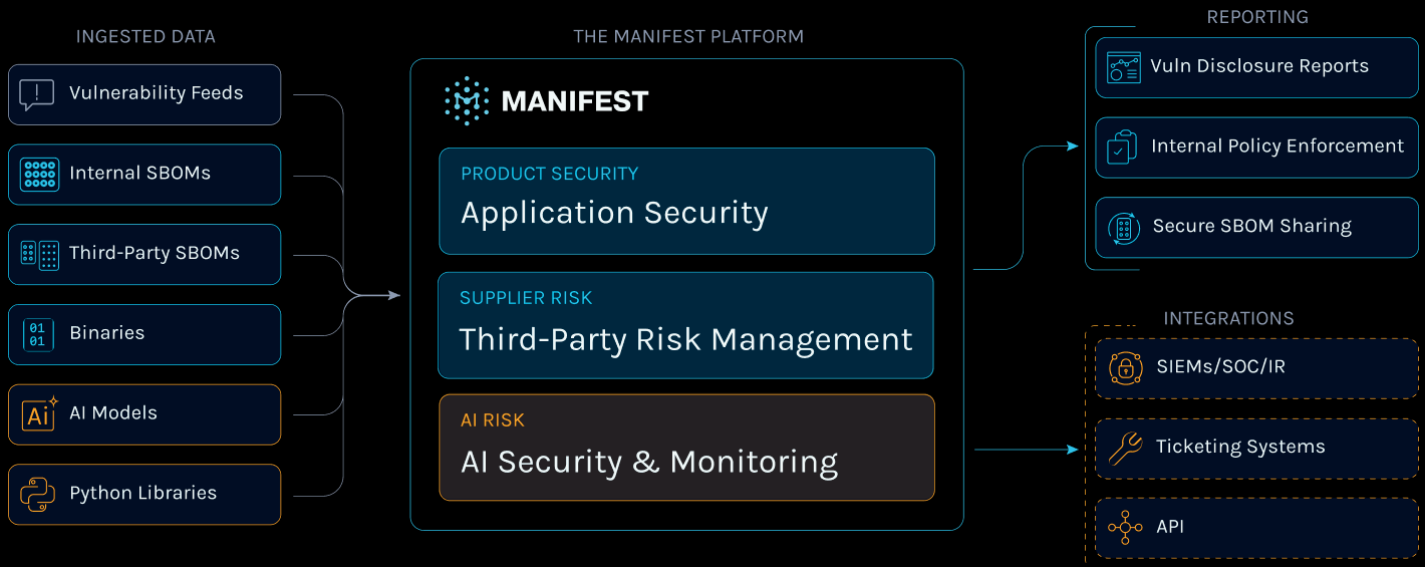 INGESTED DATA
Vulnerability Feeds
Internal SBOMs
Third-Party SBOMs
01
01
Binaries
Ai
AI Models
Python Libraries
THE MANIFEST PLATFORM
MANIFEST
PRODUCT SECURITY
Application Security
SUPPLIER RISK
Third-Party Risk Management
AI RISK
AI Security & Monitoring
REPORTING
Vuln Disclosure Reports
Internal Policy Enforcement
Secure SBOM Sharing
INTEGRATIONS
SIEMs/SOC/IR
Ticketing Systems
API